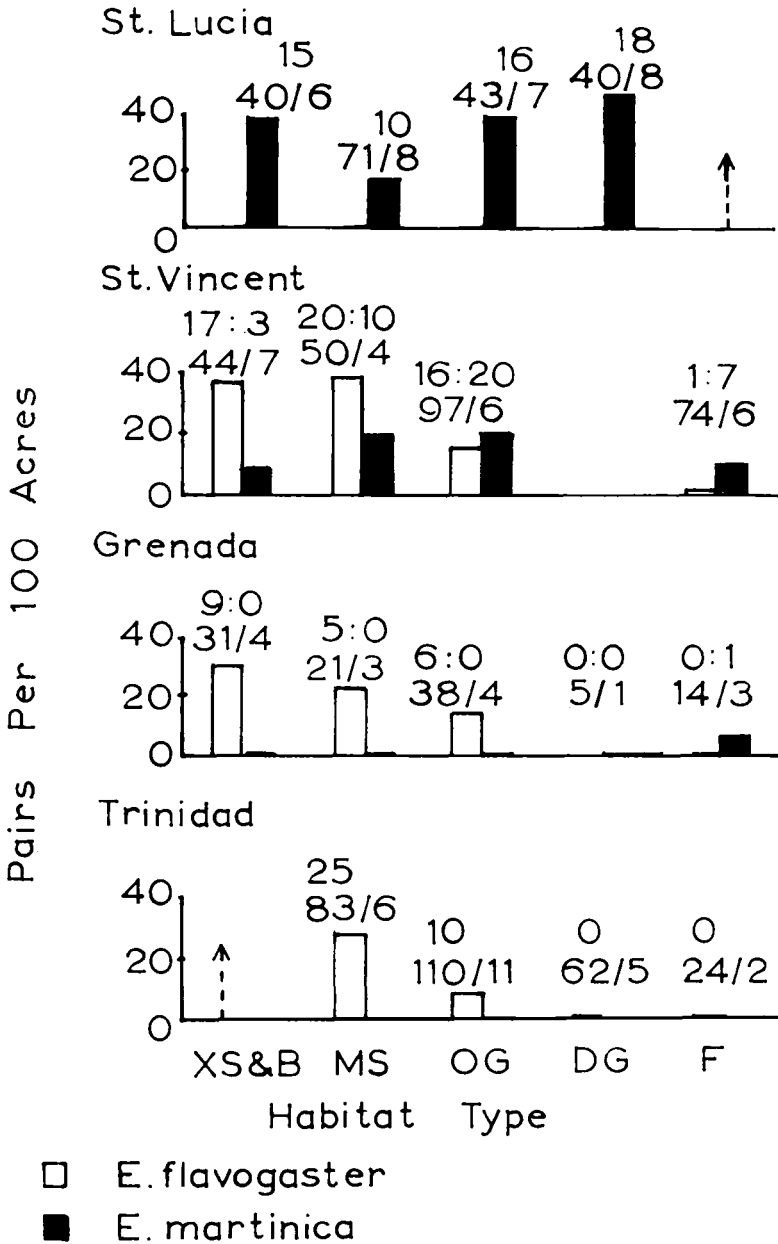 St. Lucia
15 10 16 18
40/6 71/8 43/7 40/8
40
20
0
St. Vincent
17:3 20:10 16:20 1:7
44/7 50/4 97/6 74/6
40
20
0
Grenada
9:0 5:0 6:0 0:0 0:1
31/4 21/3 38/4 5/1 14/3
40
20
0
Trinidad
25 10 0 0
83/6 110/11 62/5 24/2
40
20
0
XS&B MS OG DG F
Habitat Type
Pairs Per 100 Acres
E. flavogaster
E. martinica